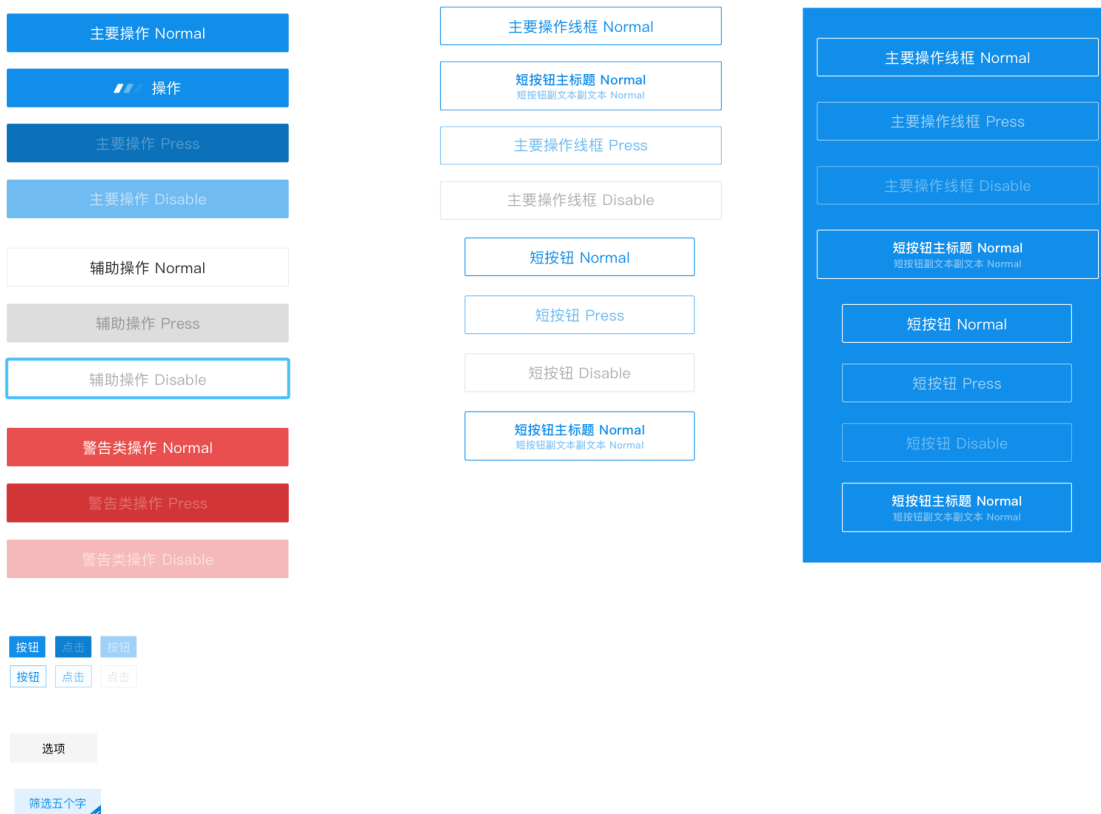 主要操作 Normal
操作
主要操作 Press
主要操作 Disable
辅助操作 Normal
辅助操作 Press
辅助操作 Disable
警告类操作 Normal
警告类操作 Press
警告类操作 Disable
按钮 点击 按钮
按钮 点击 点击
选项
筛选五个字
主要操作线框 Normal
短按钮主标题 Normal
短按钮副文本副文本 Normal
主要操作线框 Press
主要操作线框 Disable
短按钮 Normal
短按钮 Press
短按钮 Disable
短按钮主标题 Normal
短按钮副文本副文本 Normal
主要操作线框 Normal
主要操作线框 Press
主要操作线框 Disable
短按钮主标题 Normal
短按钮副文本副文本 Normal
短按钮 Normal
短按钮 Press
短按钮 Disable
短按钮主标题 Normal
短按钮副文本副文本 Normal